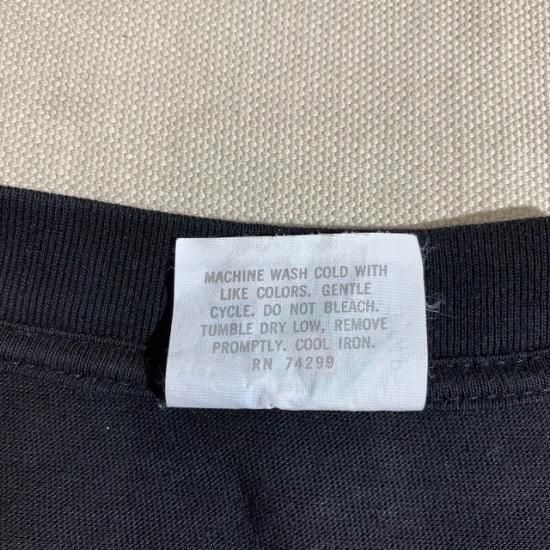 MACHINE WASH COLD WITH
LIKE COLORS. GENTLE
CYCLE. DO NOT BLEACH.
TUMBLE DRY LOW, REMOVE
PROMPTLY. COOL IRON.
RN 74299